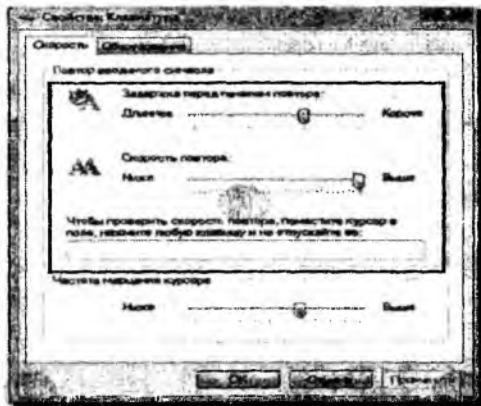 Свойства: Клавиатура
Скорость Оборудование
Повтор вводимого символа
Задержка перед началом повтора:
Длиннее Короче
Скорость повтора:
Ниже Выше
Чтобы проверить скорость повтора, поместите курсор в
поле, нажмите любую клавишу и не отпускайте ее:
Частота мерцания курсора
Ниже Выше
ОК Отмена Применить